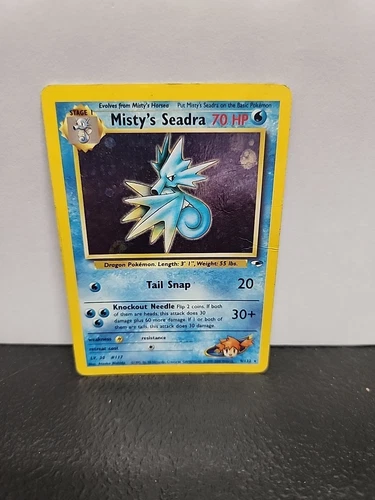 Evolves from Misty's Horsea Put Misty's Seadra on the Basic Pokémon
STAGE 1
Misty's Seadra 70 HP
Dragon Pokémon. Length: 3' 11", Weight: 55 lbs.
Tail Snap 20
Knockout Needle Flip 2 coins. If both
of them are heads, this attack does 30
damage plus 60 more damage. If 1 or both of
them are tails, this attack does 30 damage.
30+
weakness resistance
retreat cost
LV. 26 #117